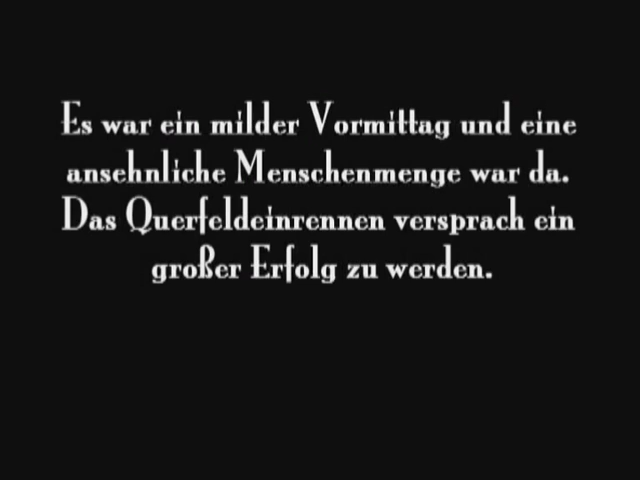 Es war ein milder Vormittag und eine
ansehnliche Menschenmenge war da.
Das Querfeldeinrennen versprach ein
großer Erfolg zu werden.